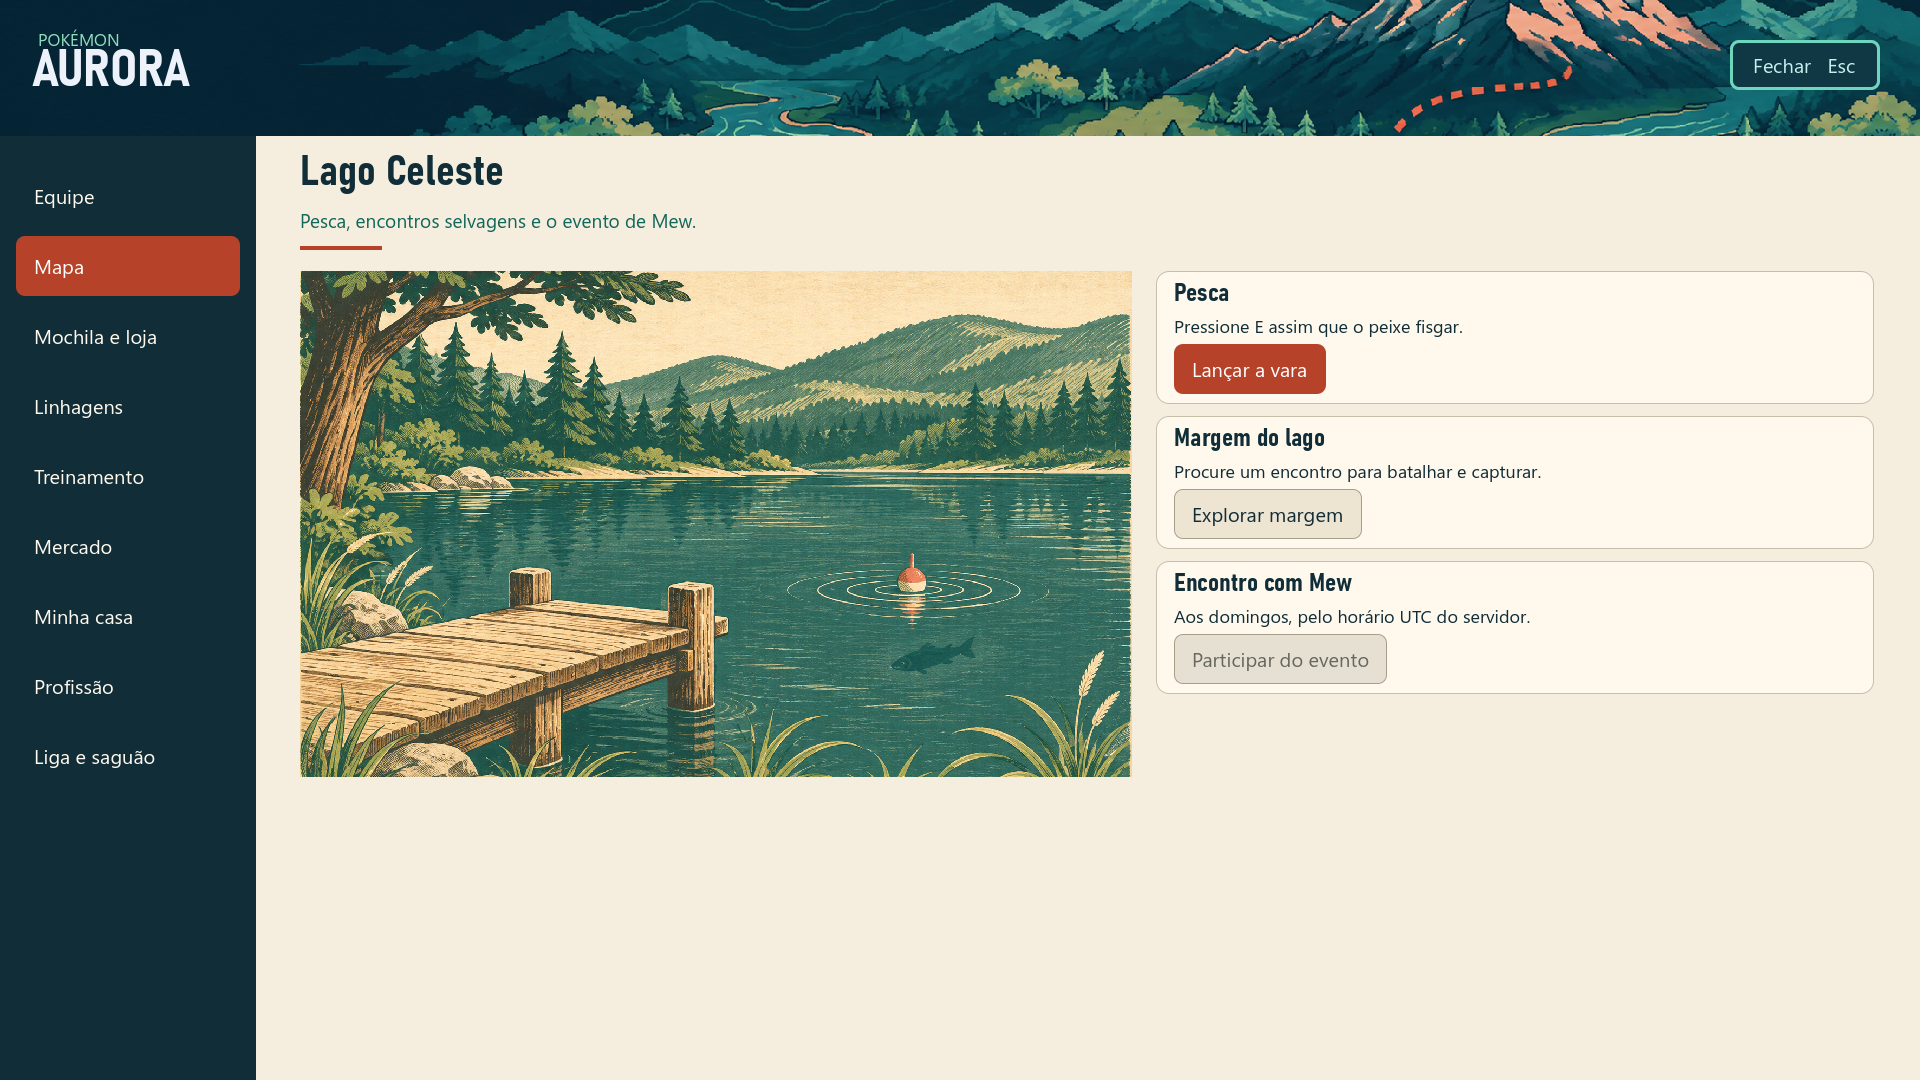 POKÉMON
AURORA
Fechar Esc
Equipe
Mapa
Mochila e loja
Linhagens
Treinamento
Mercado
Minha casa
Profissão
Liga e saguão
Lago Celeste
Pesca, encontros selvagens e o evento de Mew.
Pesca
Pressione E assim que o peixe fisgar.
Lançar a vara
Margem do lago
Procure um encontro para batalhar e capturar.
Explorar margem
Encontro com Mew
Aos domingos, pelo horário UTC do servidor.
Participar do evento